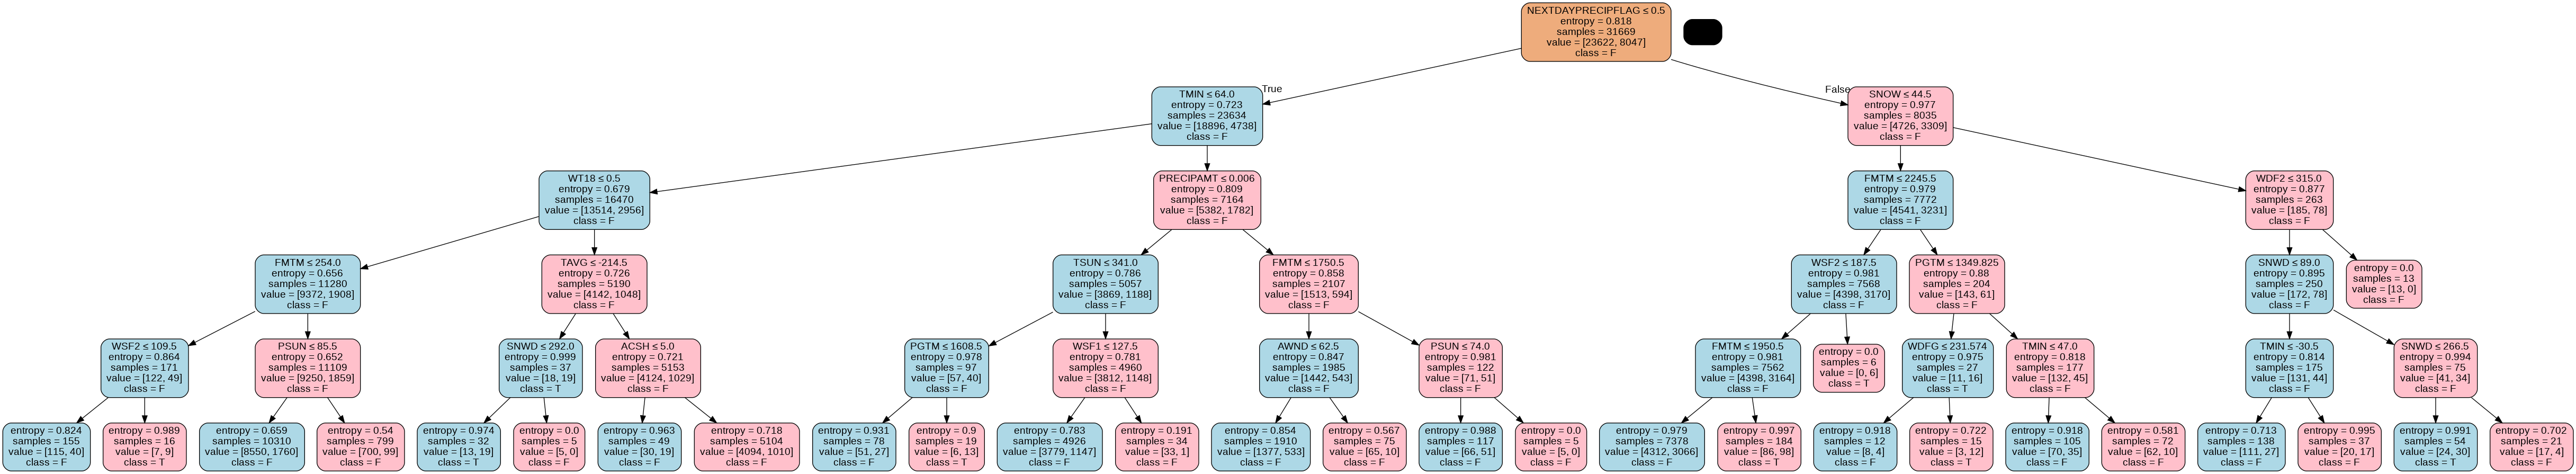 NEXTDAYPRECIPFLAG ≤ 0.5
entropy = 0.818
samples = 31669
value = [23622, 8047]
class = F
True
False
TMIN ≤ 64.0
entropy = 0.723
samples = 23634
value = [18896, 4738]
class = F
SNOW ≤ 44.5
entropy = 0.977
samples = 8035
value = [4726, 3309]
class = F
WT18 ≤ 0.5
entropy = 0.679
samples = 16470
value = [13514, 2956]
class = F
PRECIPAMT ≤ 0.006
entropy = 0.809
samples = 7164
value = [5382, 1782]
class = F
FMTM ≤ 2245.5
entropy = 0.979
samples = 7772
value = [4541, 3231]
class = F
WDF2 ≤ 315.0
entropy = 0.877
samples = 263
value = [185, 78]
class = F
FMTM ≤ 254.0
entropy = 0.656
samples = 11280
value = [9372, 1908]
class = F
TAVG ≤ -214.5
entropy = 0.726
samples = 5190
value = [4142, 1048]
class = F
TSUN ≤ 341.0
entropy = 0.786
samples = 5057
value = [3869, 1188]
class = F
FMTM ≤ 1750.5
entropy = 0.858
samples = 2107
value = [1513, 594]
class = F
WSF2 ≤ 187.5
entropy = 0.981
samples = 7568
value = [4398, 3170]
class = F
PGTM ≤ 1349.825
entropy = 0.88
samples = 204
value = [143, 61]
class = F
SNWD ≤ 89.0
entropy = 0.895
samples = 250
value = [172, 78]
class = F
entropy = 0.0
samples = 13
value = [13, 0]
class = F
WSF2 ≤ 109.5
entropy = 0.864
samples = 171
value = [122, 49]
class = F
PSUN ≤ 85.5
entropy = 0.652
samples = 11109
value = [9250, 1859]
class = F
SNWD ≤ 292.0
entropy = 0.999
samples = 37
value = [18, 19]
class = T
ACSH ≤ 5.0
entropy = 0.721
samples = 5153
value = [4124, 1029]
class = F
PGTM ≤ 1608.5
entropy = 0.978
samples = 97
value = [57, 40]
class = F
WSF1 ≤ 127.5
entropy = 0.781
samples = 4960
value = [3812, 1148]
class = F
AWND ≤ 62.5
entropy = 0.847
samples = 1985
value = [1442, 543]
class = F
PSUN ≤ 74.0
entropy = 0.981
samples = 122
value = [71, 51]
class = F
FMTM ≤ 1950.5
entropy = 0.981
samples = 7562
value = [4398, 3164]
class = F
entropy = 0.0
samples = 6
value = [0, 6]
class = T
WDFG ≤ 231.574
entropy = 0.975
samples = 27
value = [11, 16]
class = T
TMIN ≤ 47.0
entropy = 0.818
samples = 177
value = [132, 45]
class = F
TMIN ≤ -30.5
entropy = 0.814
samples = 175
value = [131, 44]
class = F
SNWD ≤ 266.5
entropy = 0.994
samples = 75
value = [41, 34]
class = F
entropy = 0.824
samples = 155
value = [115, 40]
class = F
entropy = 0.989
samples = 16
value = [7, 9]
class = T
entropy = 0.659
samples = 10310
value = [8550, 1760]
class = F
entropy = 0.54
samples = 799
value = [700, 99]
class = F
entropy = 0.974
samples = 32
value = [13, 19]
class = T
entropy = 0.0
samples = 5
value = [5, 0]
class = F
entropy = 0.963
samples = 49
value = [30, 19]
class = F
entropy = 0.718
samples = 5104
value = [4094, 1010]
class = F
entropy = 0.931
samples = 78
value = [51, 27]
class = F
entropy = 0.9
samples = 19
value = [6, 13]
class = T
entropy = 0.783
samples = 4926
value = [3779, 1147]
class = F
entropy = 0.191
samples = 34
value = [33, 1]
class = F
entropy = 0.854
samples = 1910
value = [1377, 533]
class = F
entropy = 0.567
samples = 75
value = [65, 10]
class = F
entropy = 0.988
samples = 117
value = [66, 51]
class = F
entropy = 0.0
samples = 5
value = [5, 0]
class = F
entropy = 0.979
samples = 7378
value = [4312, 3066]
class = F
entropy = 0.997
samples = 184
value = [86, 98]
class = T
entropy = 0.918
samples = 12
value = [8, 4]
class = F
entropy = 0.722
samples = 15
value = [3, 12]
class = T
entropy = 0.918
samples = 105
value = [70, 35]
class = F
entropy = 0.581
samples = 72
value = [62, 10]
class = F
entropy = 0.713
samples = 138
value = [111, 27]
class = F
entropy = 0.995
samples = 37
value = [20, 17]
class = F
entropy = 0.991
samples = 54
value = [24, 30]
class = T
entropy = 0.702
samples = 21
value = [17, 4]
class = F